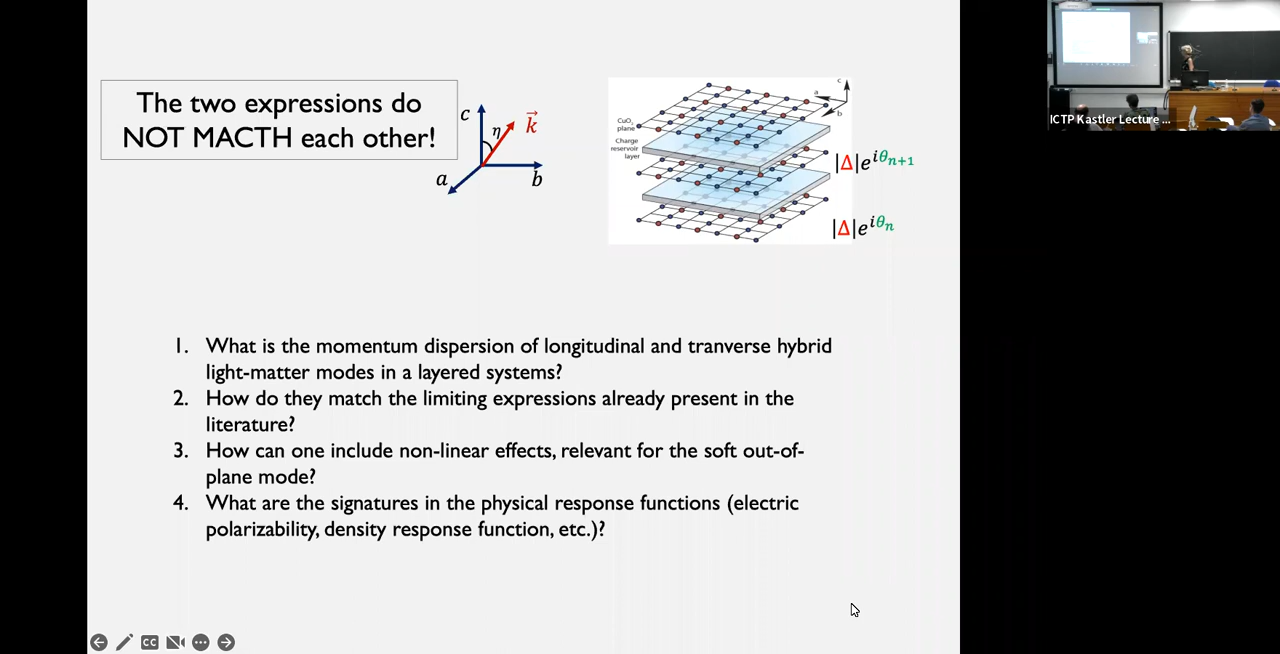 The two expressions do
NOT MACTH each other!
c
η
k⃗
a
b
c
a
b
CuO₂
plane
Charge
reservoir
layer
|Δ|e^{iθ_{n+1}}
|Δ|e^{iθ_n}
ICTP Kastler Lecture ...
1. What is the momentum dispersion of longitudinal and tranverse hybrid
light-matter modes in a layered systems?
2. How do they match the limiting expressions already present in the
literature?
3. How can one include non-linear effects, relevant for the soft out-of-
plane mode?
4. What are the signatures in the physical response functions (electric
polarizability, density response function, etc.)?
CC